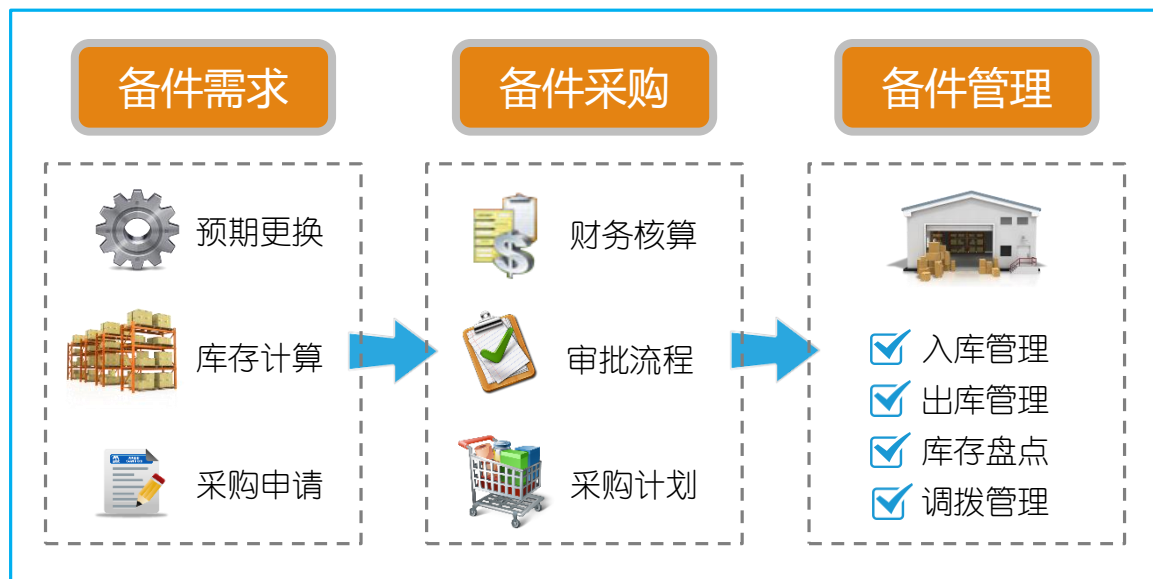 备件需求
备件采购
备件管理
预期更换
库存计算
采购申请
财务核算
审批流程
采购计划
入库管理
出库管理
库存盘点
调拨管理